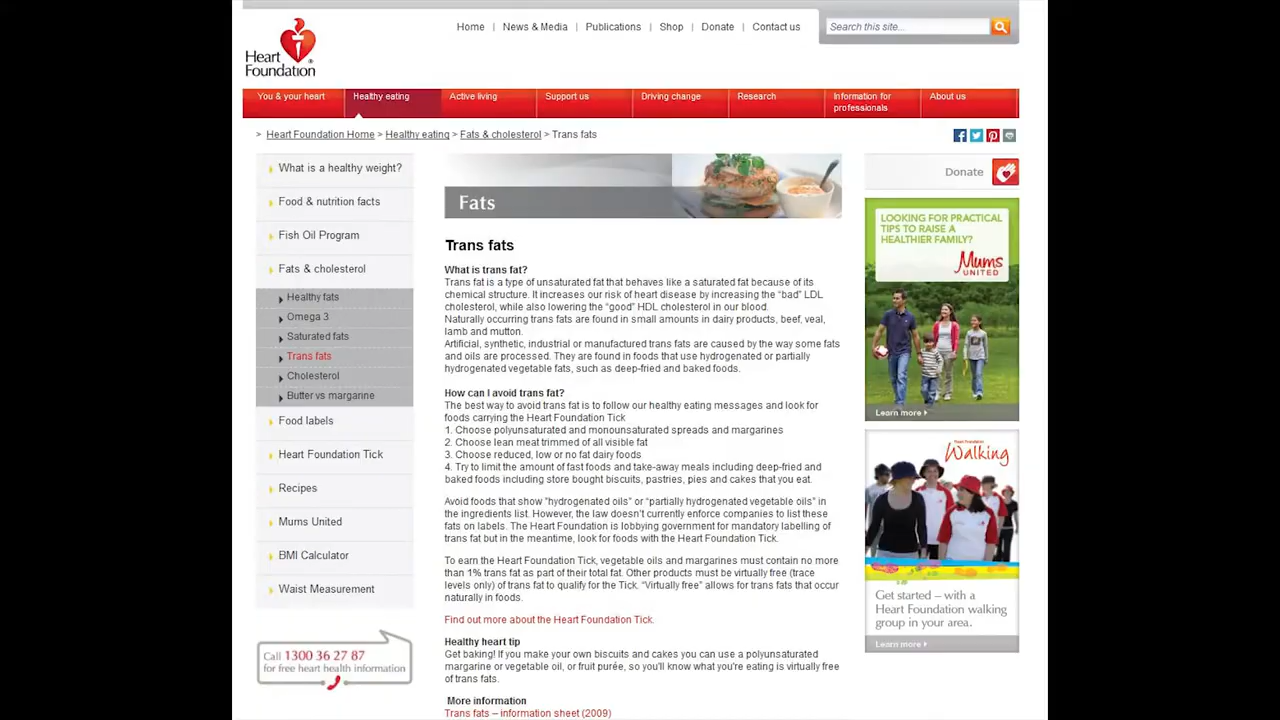 Home | News & Media | Publications | Shop | Donate | Contact us
Search this site...
Heart
Foundation
You & your heart
Healthy eating
Active living
Support us
Driving change
Research
Information for
professionals
About us
> Heart Foundation Home > Healthy eating > Fats & cholesterol > Trans fats
What is a healthy weight?
Food & nutrition facts
Fish Oil Program
Fats & cholesterol
Healthy fats
Omega 3
Saturated fats
Trans fats
Cholesterol
Butter vs margarine
Food labels
Heart Foundation Tick
Recipes
Mums United
BMI Calculator
Waist Measurement
Call 1300 36 27 87
for free heart health information
Fats
Trans fats
What is trans fat?
Trans fat is a type of unsaturated fat that behaves like a saturated fat because of its
chemical structure. It increases our risk of heart disease by increasing the “bad” LDL
cholesterol, while also lowering the “good” HDL cholesterol in our blood.
Naturally occurring trans fats are found in small amounts in dairy products, beef, veal,
lamb and mutton.
Artificial, synthetic, industrial or manufactured trans fats are caused by the way some fats
and oils are processed. They are found in foods that use hydrogenated or partially
hydrogenated vegetable fats, such as deep-fried and baked foods.
How can I avoid trans fat?
The best way to avoid trans fat is to follow our healthy eating messages and look for
foods carrying the Heart Foundation Tick
1. Choose polyunsaturated and monounsaturated spreads and margarines
2. Choose lean meat trimmed of all visible fat
3. Choose reduced, low or no fat dairy foods
4. Try to limit the amount of fast foods and take-away meals including deep-fried and
baked foods including store bought biscuits, pastries, pies and cakes that you eat.
Avoid foods that show "hydrogenated oils" or “partially hydrogenated vegetable oils” in
the ingredients list. However, the law doesn’t currently enforce companies to list these
fats on labels. The Heart Foundation is lobbying government for mandatory labelling of
trans fat but in the meantime, look for foods with the Heart Foundation Tick.
To earn the Heart Foundation Tick, vegetable oils and margarines must contain no more
than 1% trans fat as part of their total fat. Other products must be virtually free (trace
levels only) of trans fat to qualify for the Tick. “Virtually free” allows for trans fats that occur
naturally in foods.
Find out more about the Heart Foundation Tick.
Healthy heart tip
Get baking! If you make your own biscuits and cakes you can use a polyunsaturated
margarine or vegetable oil, or fruit purée, so you'll know what you're eating is virtually free
of trans fats.
More information
Trans fats – information sheet (2009)
Donate
LOOKING FOR PRACTICAL
TIPS TO RAISE A
HEALTHIER FAMILY?
Mums
UNITED
Learn more
Heart Foundation
Walking
Get started – with a
Heart Foundation walking
group in your area.
Learn more